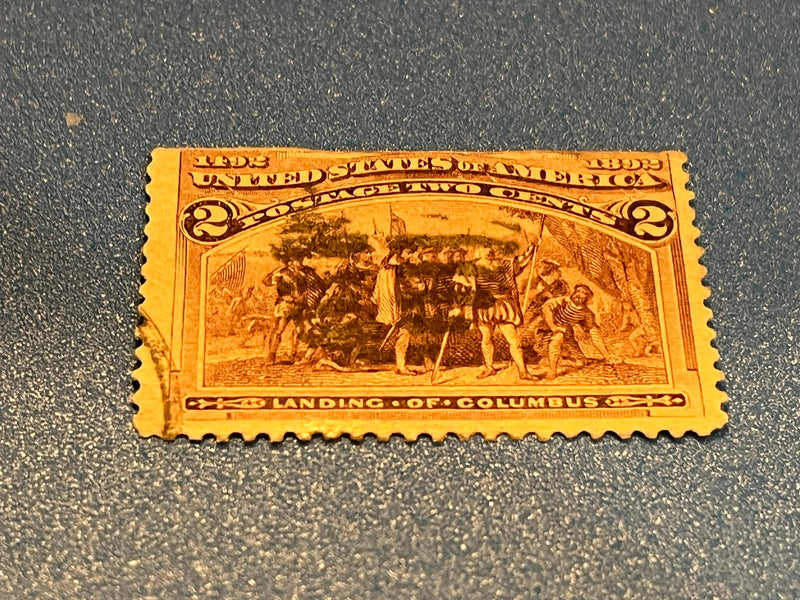 1492 1892
UNITED STATES OF AMERICA
POSTAGE TWO CENTS
2 2
LANDING · OF · COLUMBUS